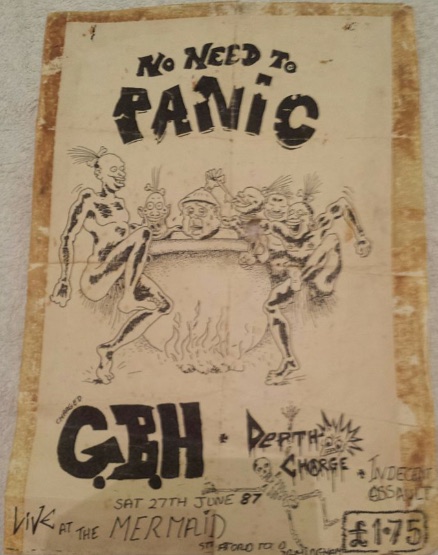 NO NEED TO
PANIC
CHARGED
G.B.H + DEPTH CHARGE + INDECENT ASSAULT
SAT 27TH JUNE 87
LIVE AT THE MERMAID
£1.75